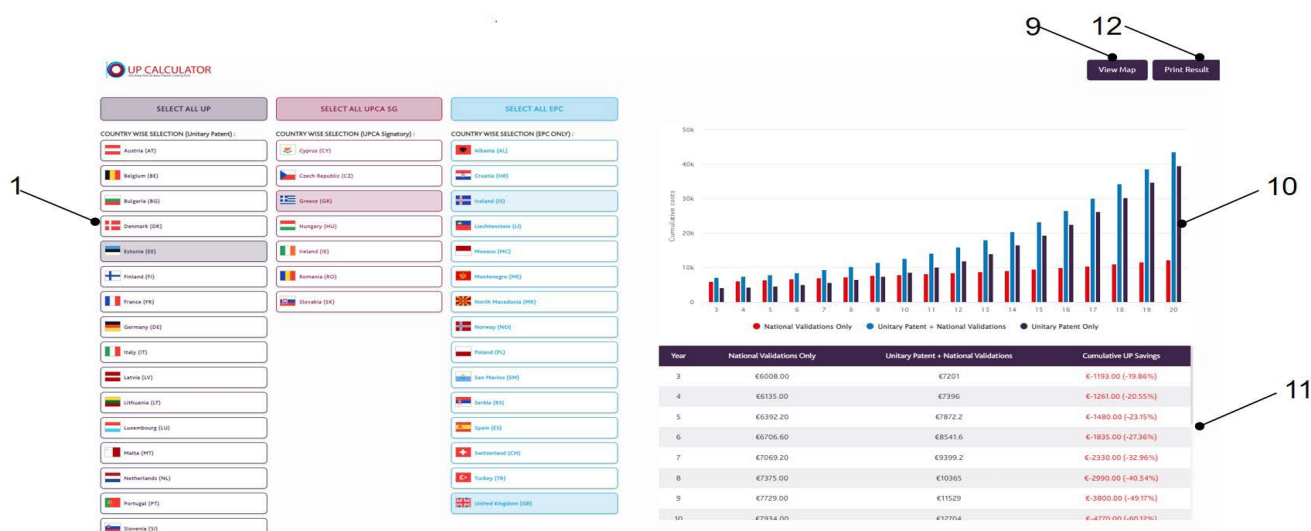 9
12
UP CALCULATOR
View Map
Print Result
SELECT ALL UP
SELECT ALL UPCA SG
SELECT ALL EPC
COUNTRY WISE SELECTION (Unitary Patent) :
Austria (AT)
Belgium (BE)
Bulgaria (BG)
Denmark (DK)
Estonia (EE)
Finland (FI)
France (FR)
Germany (DE)
Italy (IT)
Latvia (LV)
Lithuania (LT)
Luxembourg (LU)
Malta (MT)
Netherlands (NL)
Portugal (PT)
Slovenia (SI)
1
COUNTRY WISE SELECTION (UPCA Signatory) :
Cyprus (CY)
Czech Republic (CZ)
Greece (GR)
Hungary (HU)
Ireland (IE)
Romania (RO)
Slovakia (SK)
COUNTRY WISE SELECTION (EPC ONLY) :
Albania (AL)
Croatia (HR)
Iceland (IS)
Liechtenstein (LI)
Monaco (MC)
Montenegro (ME)
North Macedonia (MK)
Norway (NO)
Poland (PL)
San Marino (SM)
Serbia (RS)
Spain (ES)
Switzerland (CH)
Turkey (TR)
United Kingdom (GB)
50k
40k
30k
20k
10k
0
Cumulative costs
3 4 5 6 7 8 9 10 11 12 13 14 15 16 17 18 19 20
National Validations Only Unitary Patent + National Validations Unitary Patent Only
10
Year National Validations Only Unitary Patent + National Validations Cumulative UP Savings
3 €6008.00 €7201 €-1193.00 (-19.86%)
4 €6135.00 €7396 €-1261.00 (-20.55%)
5 €6392.20 €7872.2 €-1480.00 (-23.15%)
6 €6706.60 €8541.6 €-1835.00 (-27.36%)
7 €7069.20 €9399.2 €-2330.00 (-32.96%)
8 €7375.00 €10365 €-2990.00 (-40.54%)
9 €7729.00 €11529 €-3800.00 (-49.17%)
10 €7934.00 €12704 €-4770.00 (-60.12%)
11